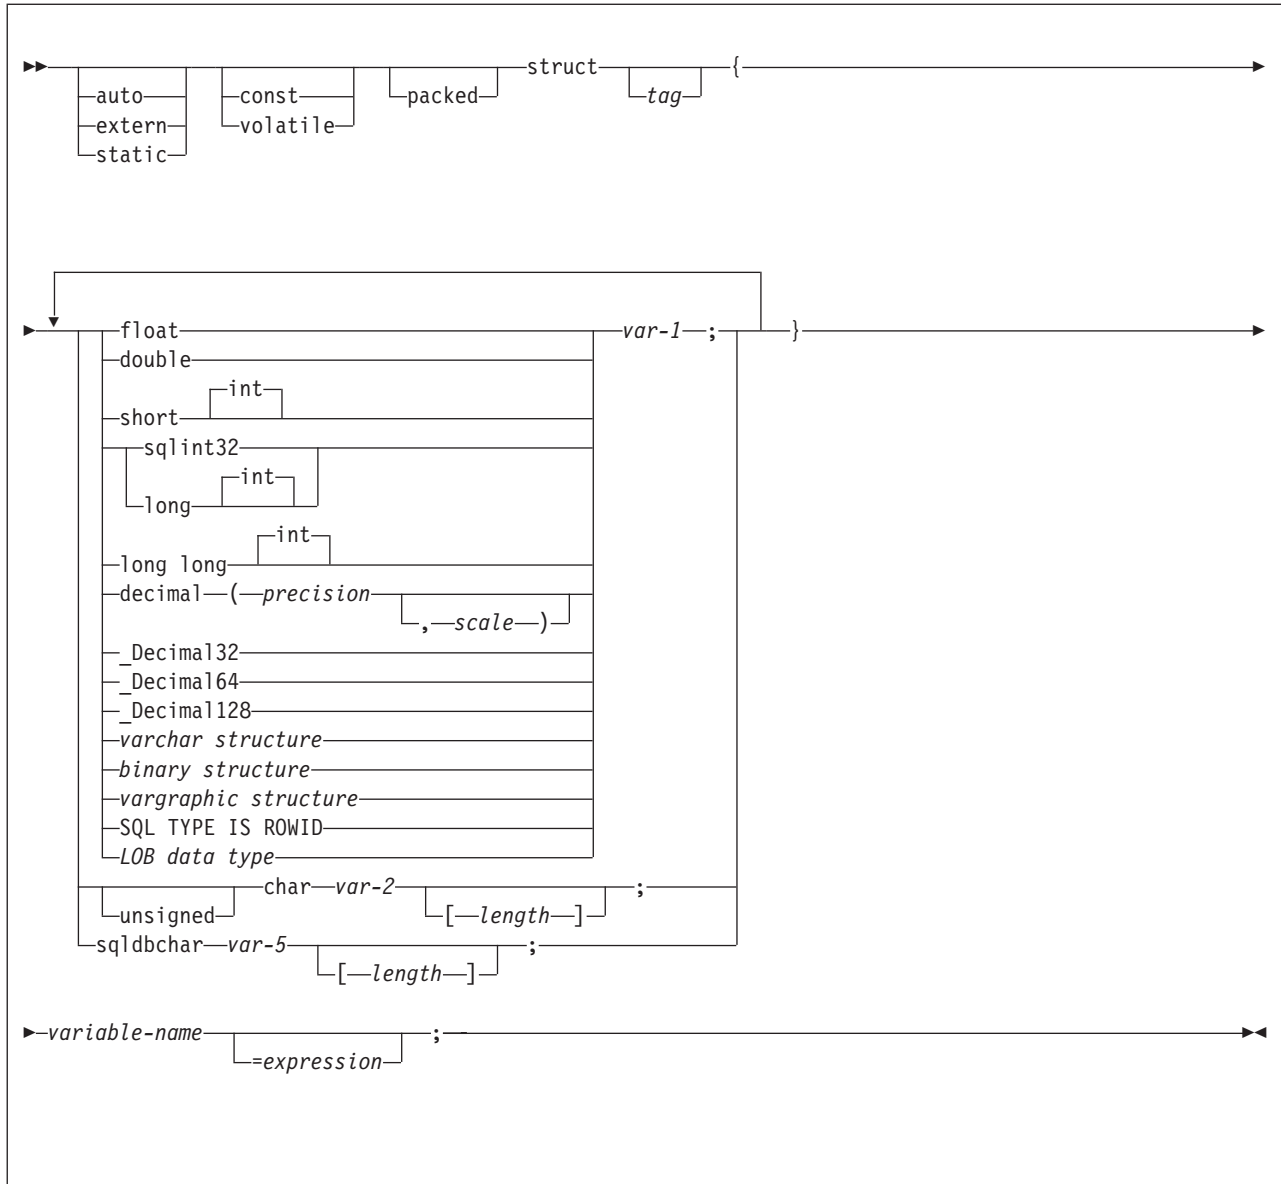 auto const packed struct tag {
extern volatile
static
float var-1 ; }
double
int
short
sqlint32
int
long
int
long long
decimal ( precision
, scale )
_Decimal32
_Decimal64
_Decimal128
varchar structure
binary structure
vargraphic structure
SQL TYPE IS ROWID
LOB data type
char var-2 ;
unsigned [ length ]
sqldbchar var-5 ;
[ length ]
variable-name ;
=expression